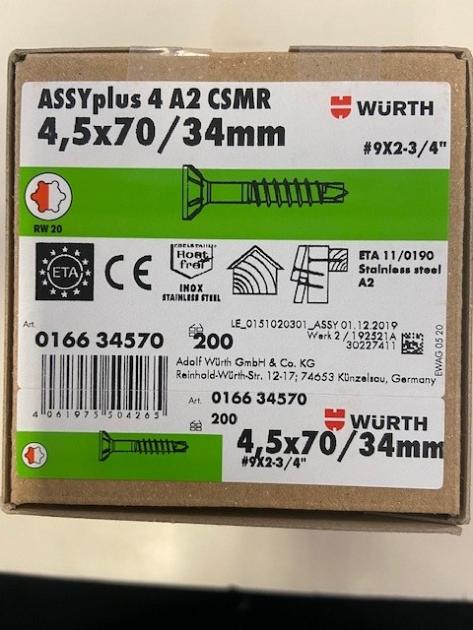 ASSYplus 4 A2 CSMR
4,5x70/34mm
WÜRTH
#9X2-3/4"
RW 20
ETA
CE
EDELSTAHL
Rost
frei
INOX
STAINLESS STEEL
ETA 11/0190
Stainless steel
A2
Art.
0166 34570
200
LE_0151020301_ASSY 01.12.2019
Werk 2 / 192521A
30227411
EWAG 05 20
Adolf Würth GmbH & Co. KG
Reinhold-Würth-Str. 12-17; 74653 Künzelsau, Germany
4 061975 504265
Art. 0166 34570
200
WÜRTH
4,5x70/34mm
#9X2-3/4"